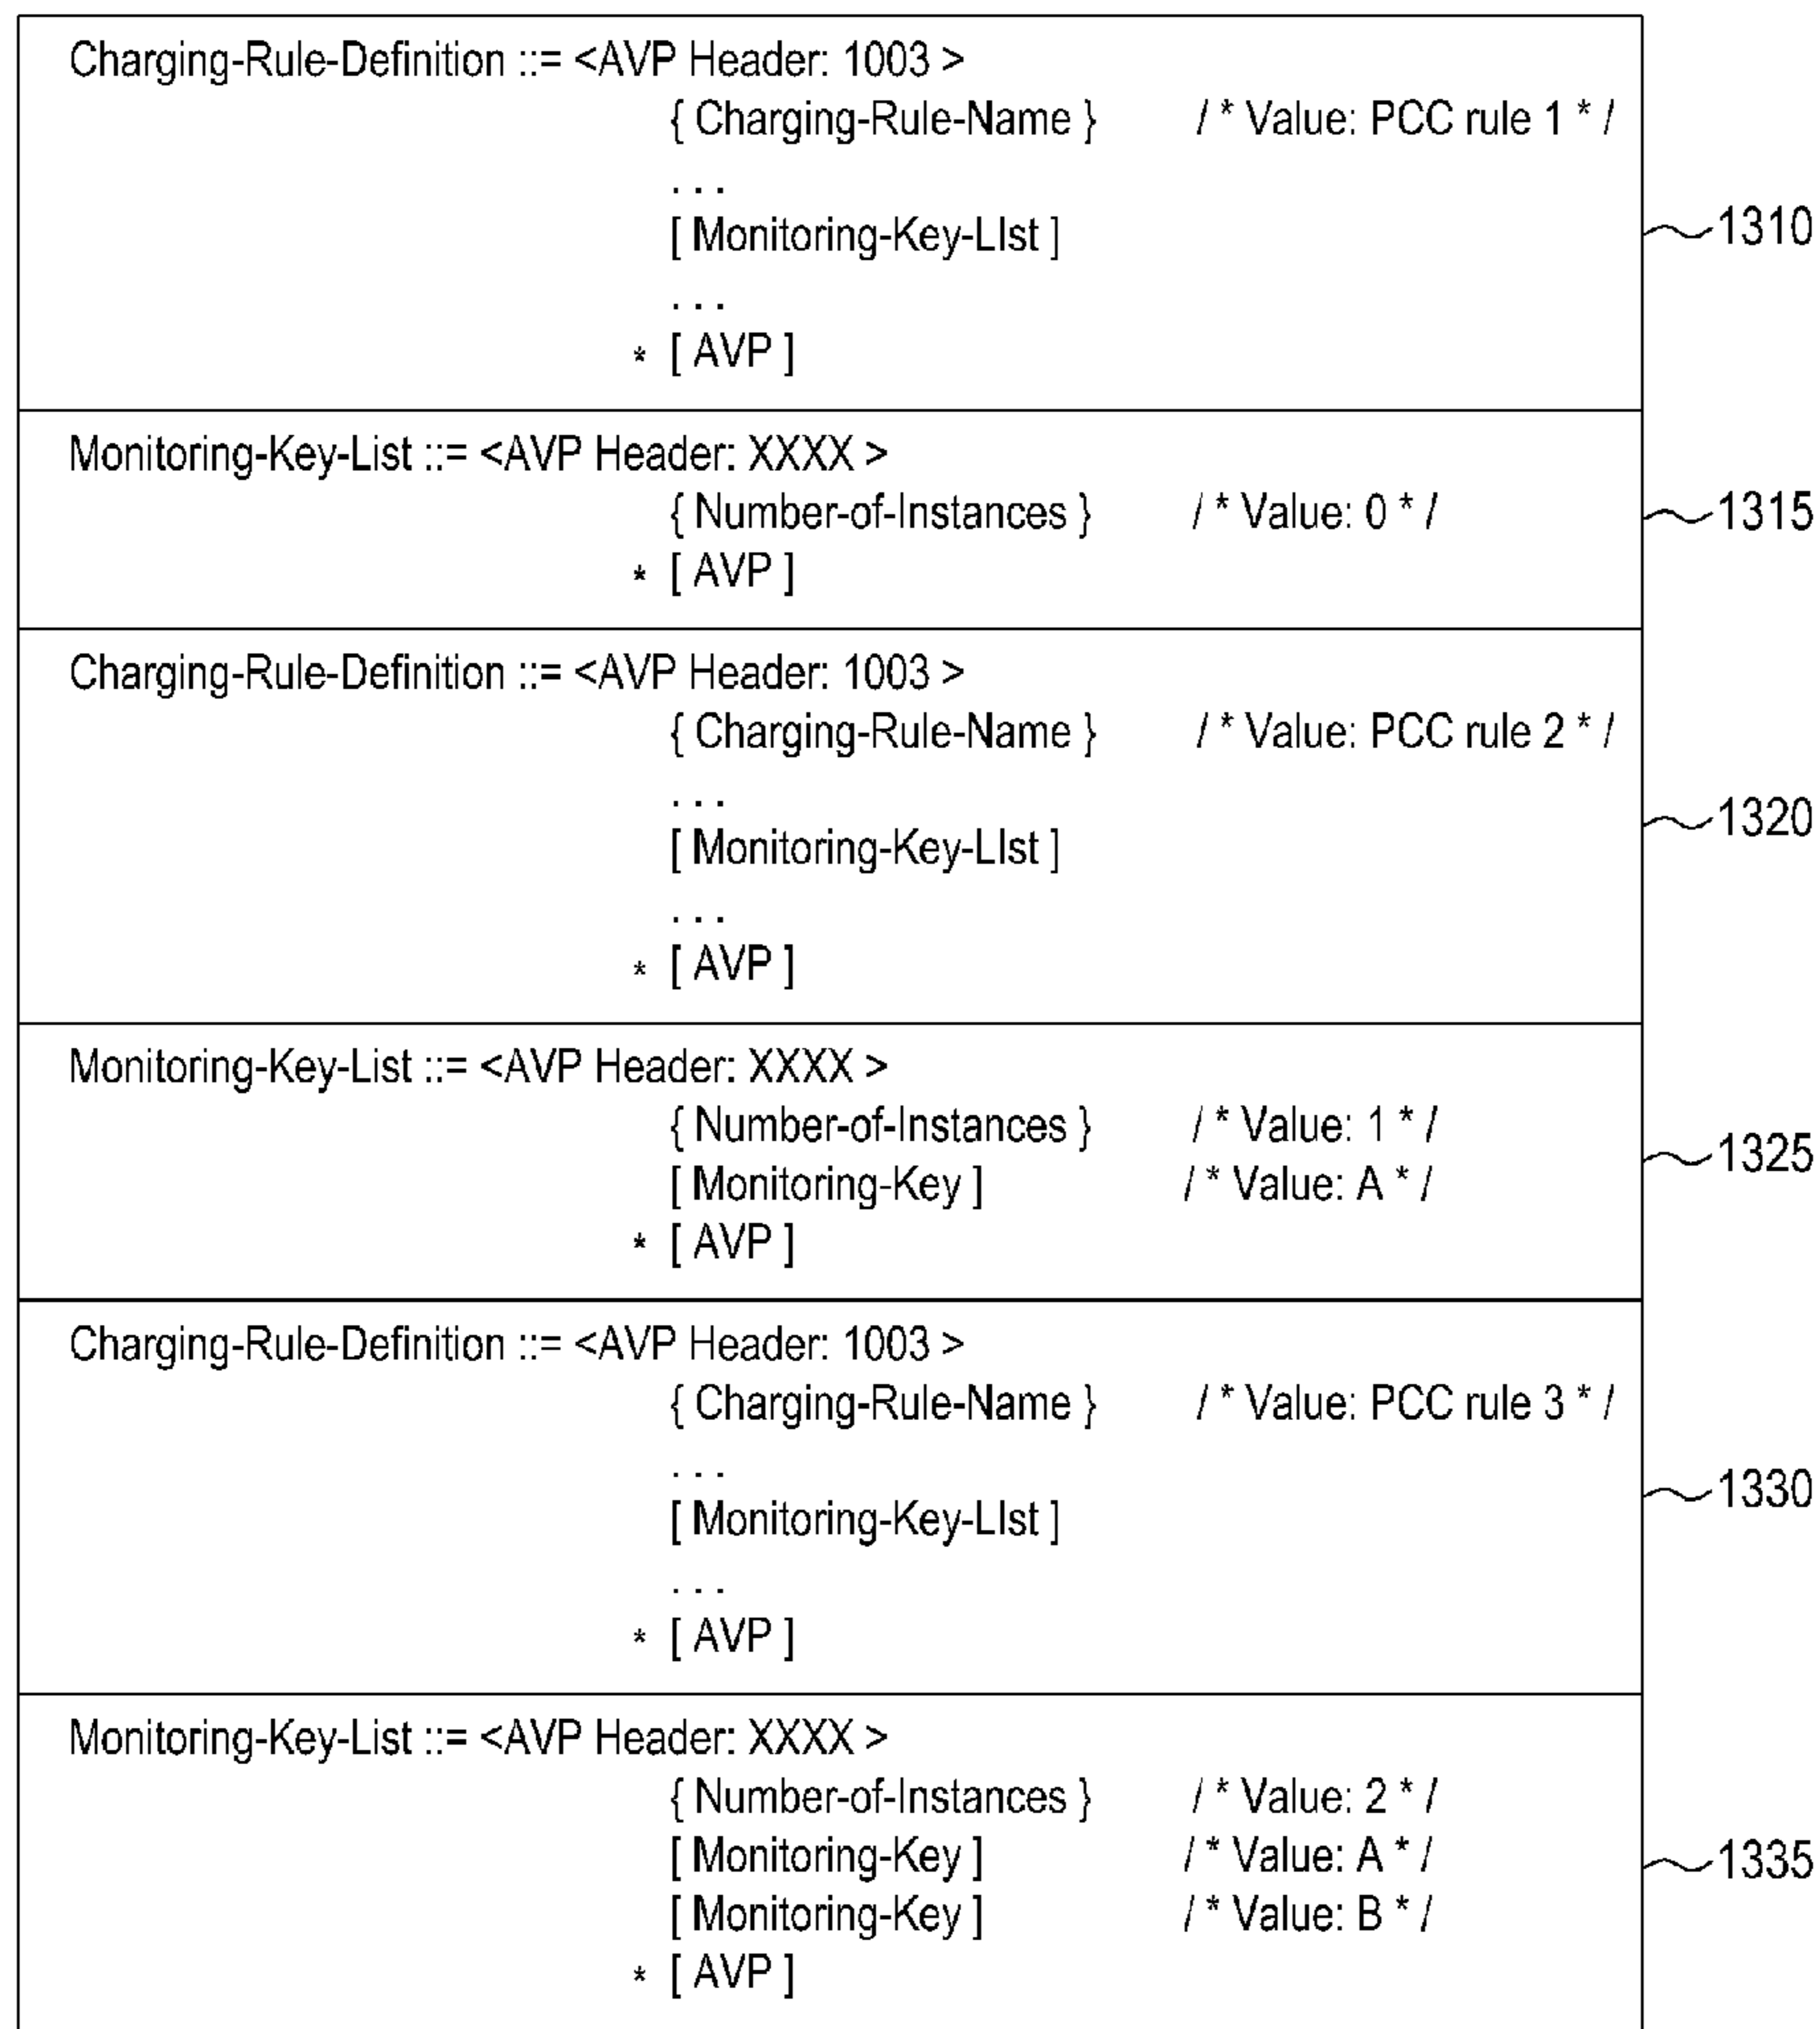 Charging-Rule-Definition ::= <AVP Header: 1003 >
{ Charging-Rule-Name } / * Value: PCC rule 1 * /
. . .
[ Monitoring-Key-LIst ]
1310
. . .
* [ AVP ]
Monitoring-Key-List ::= <AVP Header: XXXX >
{ Number-of-Instances } / * Value: 0 * /
1315
* [ AVP ]
Charging-Rule-Definition ::= <AVP Header: 1003 >
{ Charging-Rule-Name } / * Value: PCC rule 2 * /
. . .
1320
[ Monitoring-Key-LIst ]
. . .
* [ AVP ]
Monitoring-Key-List ::= <AVP Header: XXXX >
{ Number-of-Instances } / * Value: 1 * /
1325
[ Monitoring-Key ] / * Value: A * /
* [ AVP ]
Charging-Rule-Definition ::= <AVP Header: 1003 >
{ Charging-Rule-Name } / * Value: PCC rule 3 * /
. . .
1330
[ Monitoring-Key-LIst ]
. . .
* [ AVP ]
Monitoring-Key-List ::= <AVP Header: XXXX >
{ Number-of-Instances } / * Value: 2 * /
[ Monitoring-Key ] / * Value: A * /
1335
[ Monitoring-Key ] / * Value: B * /
* [ AVP ]